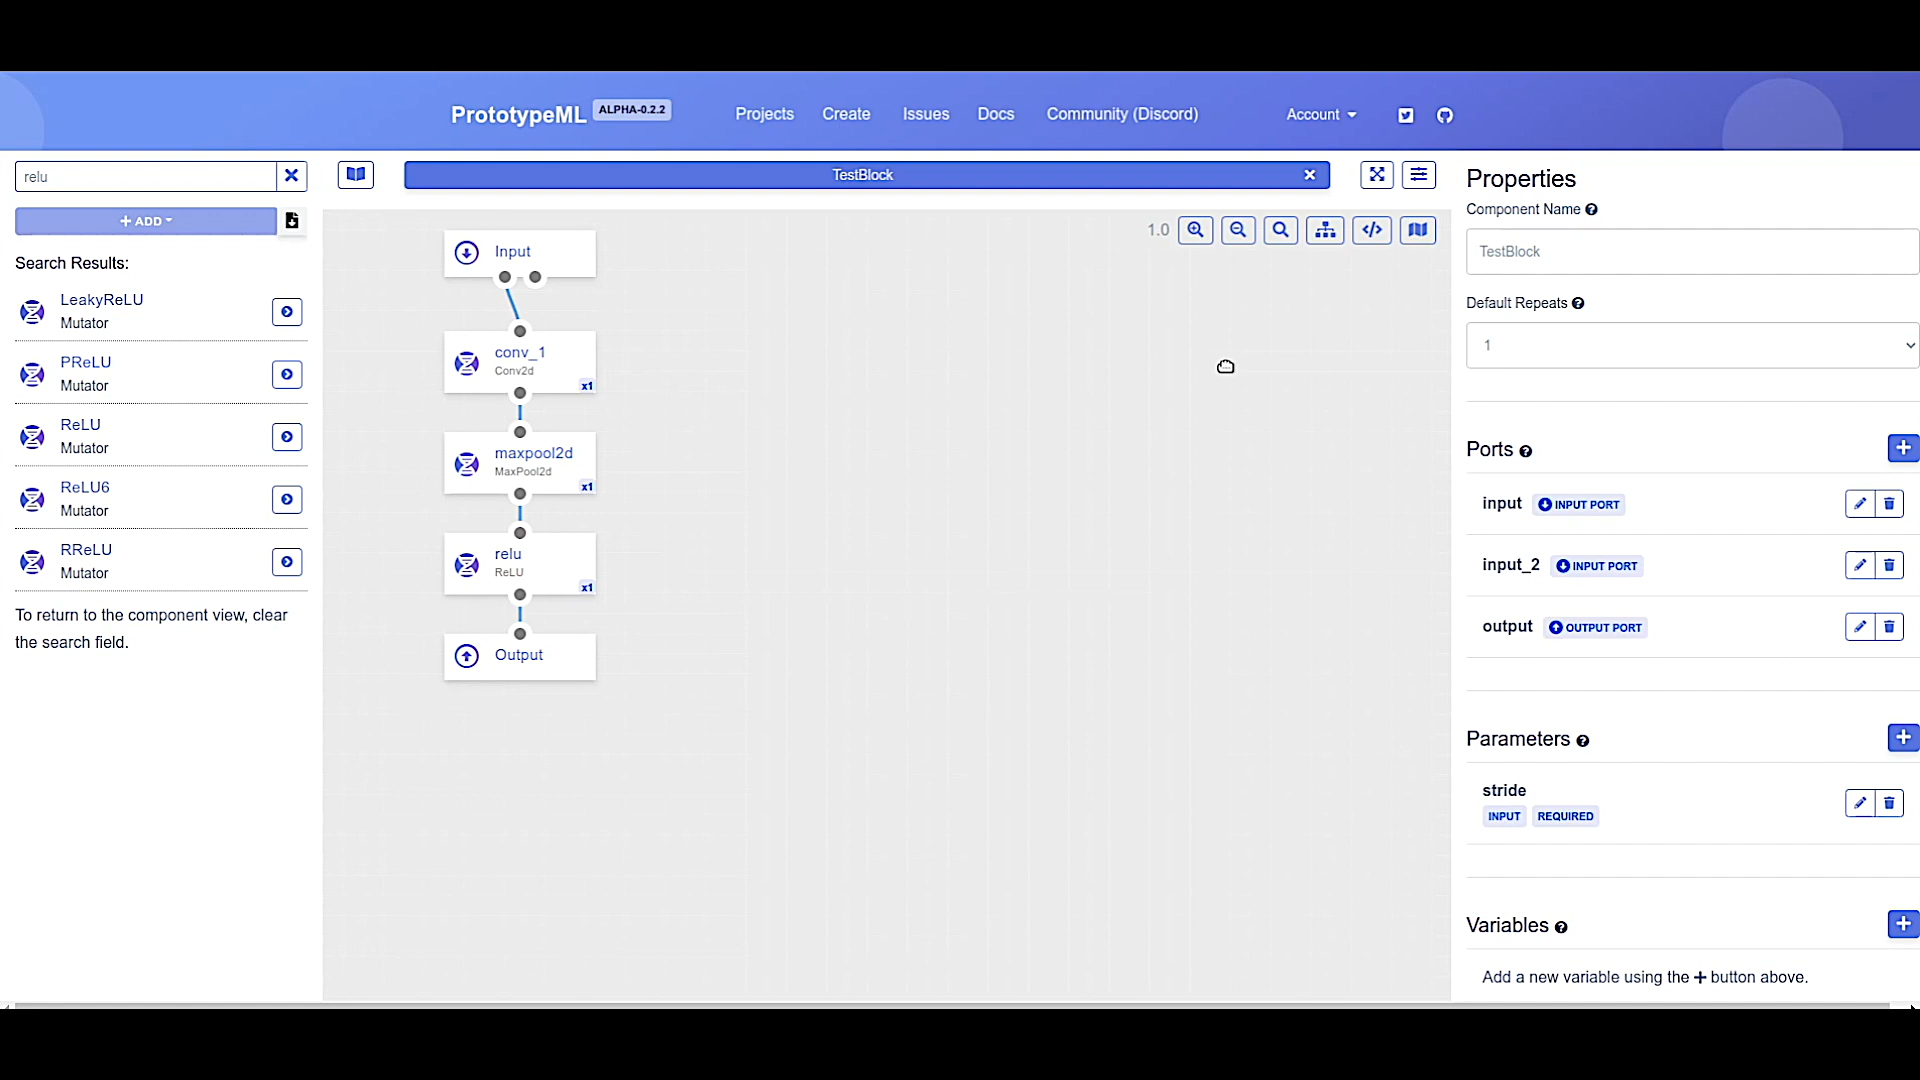 PrototypeML ALPHA-0.2.2 Projects Create Issues Docs Community (Discord) Account
relu
TestBlock
ADD
Search Results:
LeakyReLU
Mutator
PReLU
Mutator
ReLU
Mutator
ReLU6
Mutator
RReLU
Mutator
To return to the component view, clear
the search field.
1.0
Input
conv_1
Conv2d
x1
maxpool2d
MaxPool2d
x1
relu
ReLU
x1
Output
Properties
Component Name
TestBlock
Default Repeats
1
Ports
input INPUT PORT
input_2 INPUT PORT
output OUTPUT PORT
Parameters
stride
INPUT REQUIRED
Variables
Add a new variable using the + button above.